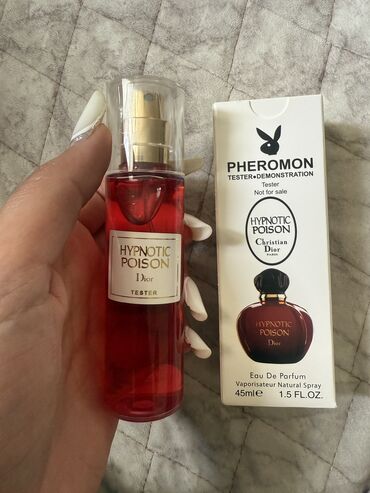 HYPNOTIC
POISON
Dior
TESTER
PHEROMON
TESTER●DEMONSTRATION
Tester
Not for sale
HYPNOTIC
POISON
Christian
Dior
PARIS
HYPNOTIC
POISON
Dior
Eau De Parfum
Vaporisateur Natural Spray
45ml℮ 1.5 FL.OZ.